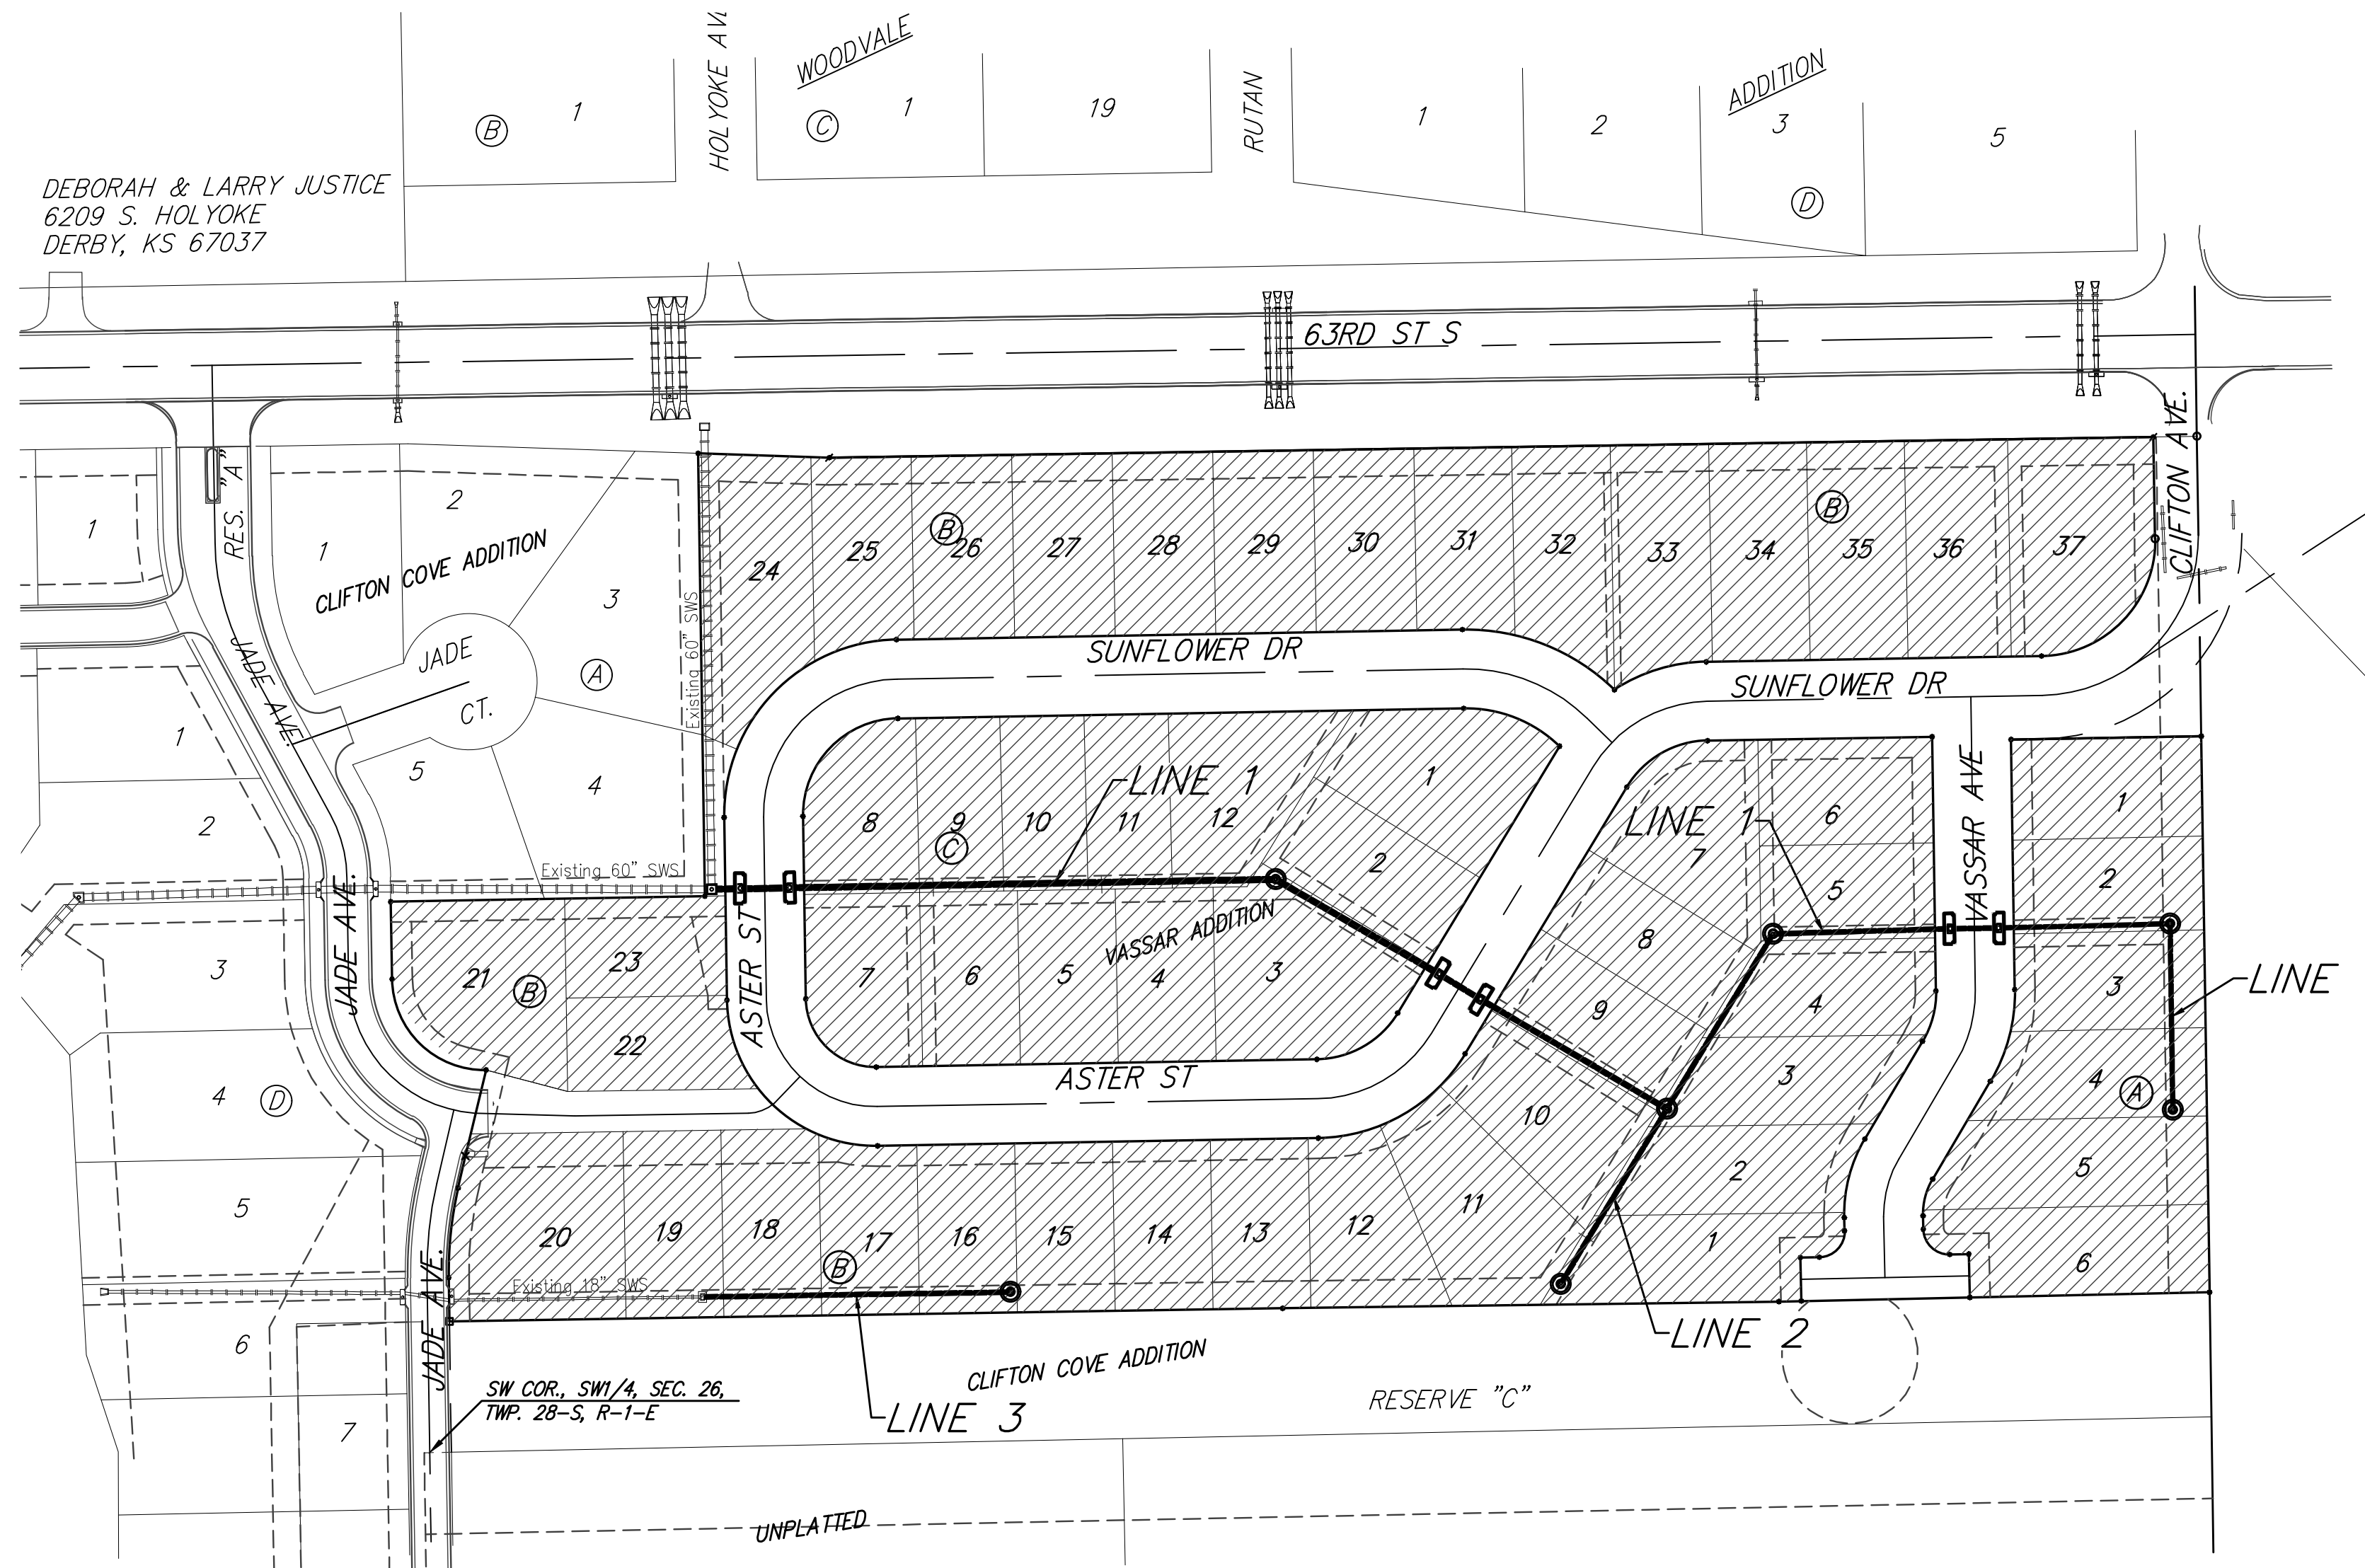 HOLYOKE AV
WOODVALE
B
1
C
1
19
RUTAN
1
2
ADDITION
3
5
D
DEBORAH & LARRY JUSTICE
6209 S. HOLYOKE
DERBY, KS 67037
63RD ST S
CLIFTON AVE.
1
RES. "A"
1
2
CLIFTON COVE ADDITION
3
JADE AVE.
JADE
CT.
A
Existing 60" SWS
24
25
B
26
27
28
29
30
31
32
33
34
B
35
36
37
SUNFLOWER DR
SUNFLOWER DR
1
2
5
4
Existing 60" SWS
8
9
C
10
LINE 1
11
12
1
2
LINE 1
7
6
5
VASSAR AVE
1
2
JADE AVE.
3
21
B
23
22
ASTER ST
7
6
5
VASSAR ADDITION
4
3
8
9
4
3
3
LINE
4
A
4
D
ASTER ST
10
5
20
19
18
17
B
16
15
14
13
12
11
2
1
5
6
Existing 18" SWS
6
JADE AVE.
LINE 2
7
SW COR., SW1/4, SEC. 26,
TWP. 28-S, R-1-E
LINE 3
CLIFTON COVE ADDITION
RESERVE "C"
UNPLATTED